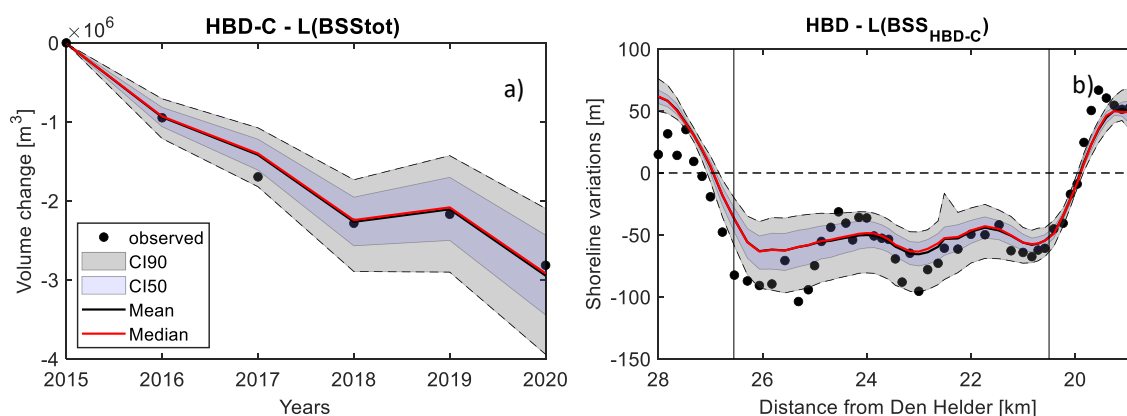 HBD-C - L(BSStot)
×10⁶
a)
0
-1
-2
-3
-4
Volume change [m³]
observed
CI90
CI50
Mean
Median
2015 2016 2017 2018 2019 2020
Years
HBD - L(BSS_HBD-C)
b)
100
50
0
-50
-100
-150
Shoreline variations [m]
28 26 24 22 20
Distance from Den Helder [km]